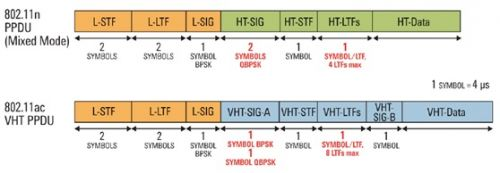 802.11n
PPDU
(Mixed Mode)
L-STF L-LTF L-SIG HT-SIG HT-STF HT-LTFs HT-Data
2 SYMBOLS
2 SYMBOLS
1 SYMBOL BPSK
2 SYMBOLS QBPSK
1 SYMBOL
1 SYMBOL/LTF, 4 LTFs max
1 SYMBOL = 4 µs
802.11ac
VHT PPDU
L-STF L-LTF L-SIG VHT-SIG-A VHT-STF VHT-LTFs VHT-SIG-B VHT-Data
2 SYMBOLS
2 SYMBOLS
1 SYMBOL BPSK
1 SYMBOL BPSK
1 SYMBOL QBPSK
1 SYMBOL
1 SYMBOL/LTF, 8 LTFs max
1 SYMBOL